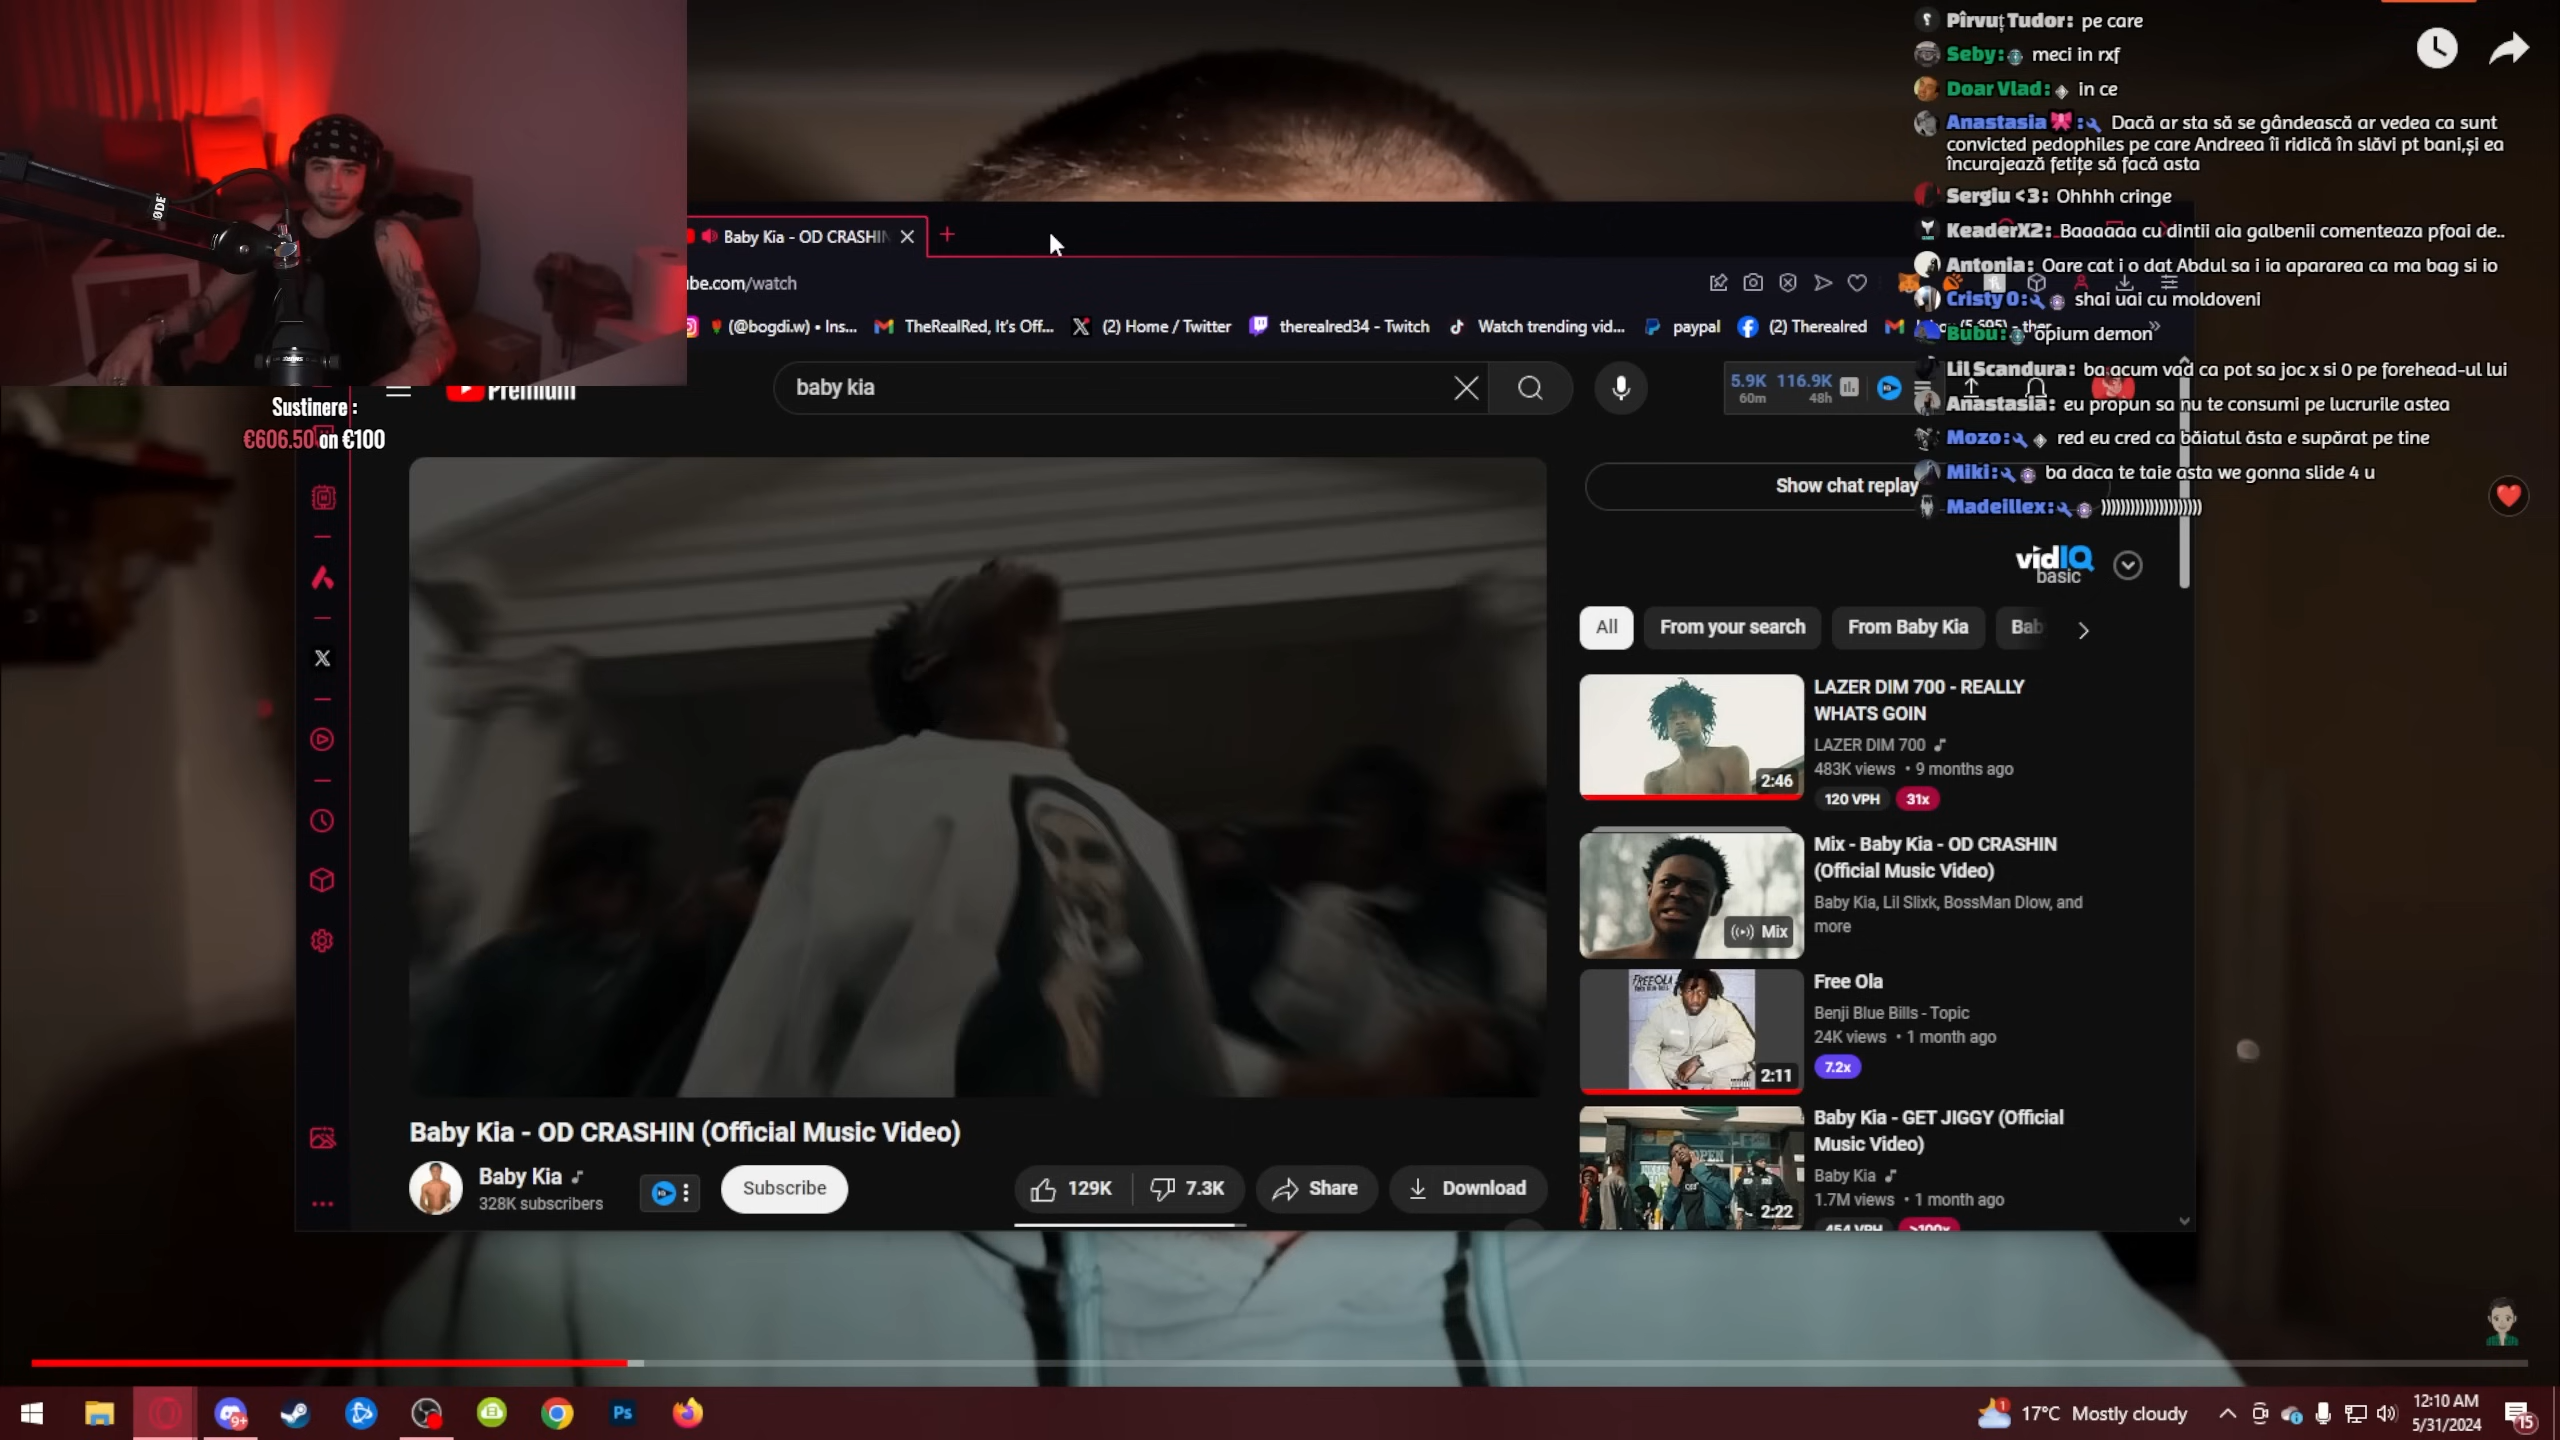 Pîrvuț Tudor: pe care
Seby: meci in rxf
Doar Vlad: in ce
Anastasia: Dacă ar sta să se gândească ar vedea ca sunt
convicted pedophiles pe care Andreea îi ridică în slăvi pt bani,și ea
încurajează fetițe să facă asta
Sergiu <3: Ohhhh cringe
KeaderX2: Baaaaaa cu dintii aia galbenii comenteaza pfoai de..
Antonia: Oare cat i o dat Abdul sa i ia apararea ca ma bag si io
Cristy 0: shai uai cu moldoveni
Bubu: opium demon
Lil Scandura: ba acum vad ca pot sa joc x si 0 pe forehead-ul lui
Anastasia: eu propun sa nu te consumi pe lucrurile astea
Mozo: red eu cred ca băiatul ăsta e supărat pe tine
Miki: ba daca te taie asta we gonna slide 4 u
Madeillex: ))))))))))))))))))))
Sustinere :
€606.50 on €100
Baby Kia - OD CRASHIN
be.com/watch
(@bogdi.w) • Ins...
TheRealRed, It's Off...
(2) Home / Twitter
therealred34 - Twitch
Watch trending vid...
paypal
(2) Therealred
Premium
baby kia
5.9K 116.9K
60m 48h
Show chat replay
vidIQ
basic
All
From your search
From Baby Kia
Bab
LAZER DIM 700 - REALLY
WHATS GOIN
LAZER DIM 700
483K views • 9 months ago
120 VPH 31x
2:46
Mix - Baby Kia - OD CRASHIN
(Official Music Video)
Baby Kia, Lil Slixk, BossMan Dlow, and
more
Mix
Free Ola
Benji Blue Bills - Topic
24K views • 1 month ago
7.2x
2:11
Baby Kia - GET JIGGY (Official
Music Video)
Baby Kia
1.7M views • 1 month ago
2:22
454 VPH >100x
Baby Kia - OD CRASHIN (Official Music Video)
Baby Kia
328K subscribers
Subscribe
129K
7.3K
Share
Download
9+
Ps
1
17°C Mostly cloudy
12:10 AM
5/31/2024
15